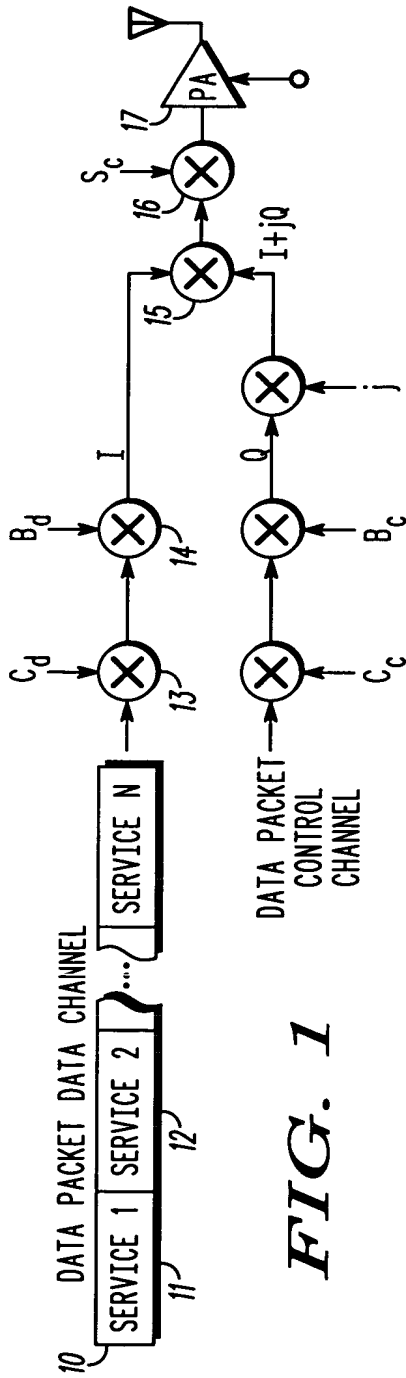 DATA PACKET DATA CHANNEL
10
SERVICE 1
SERVICE 2
....
SERVICE N
11
12
C_d
B_d
13
14
I
S_c
15
16
17
PA
I+jQ
DATA PACKET
CONTROL
CHANNEL
Q
C_c
B_c
j
FIG. 1